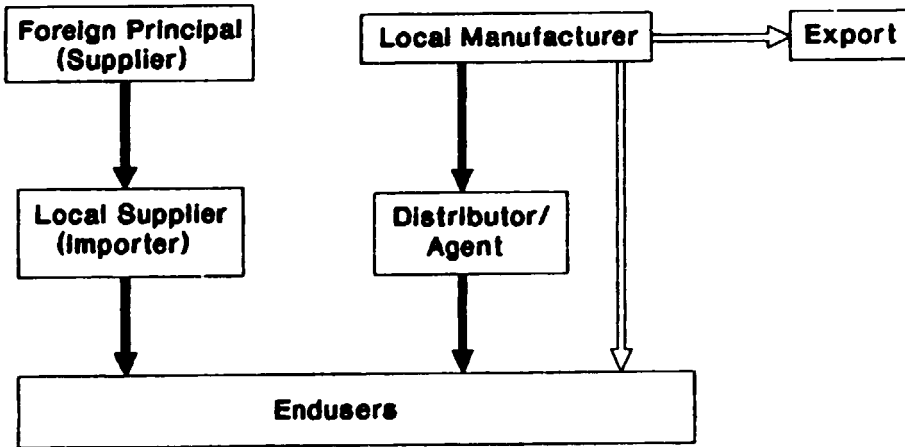 Foreign Principal
(Supplier)
Local Manufacturer
Export
Local Supplier
(Importer)
Distributor/
Agent
Endusers